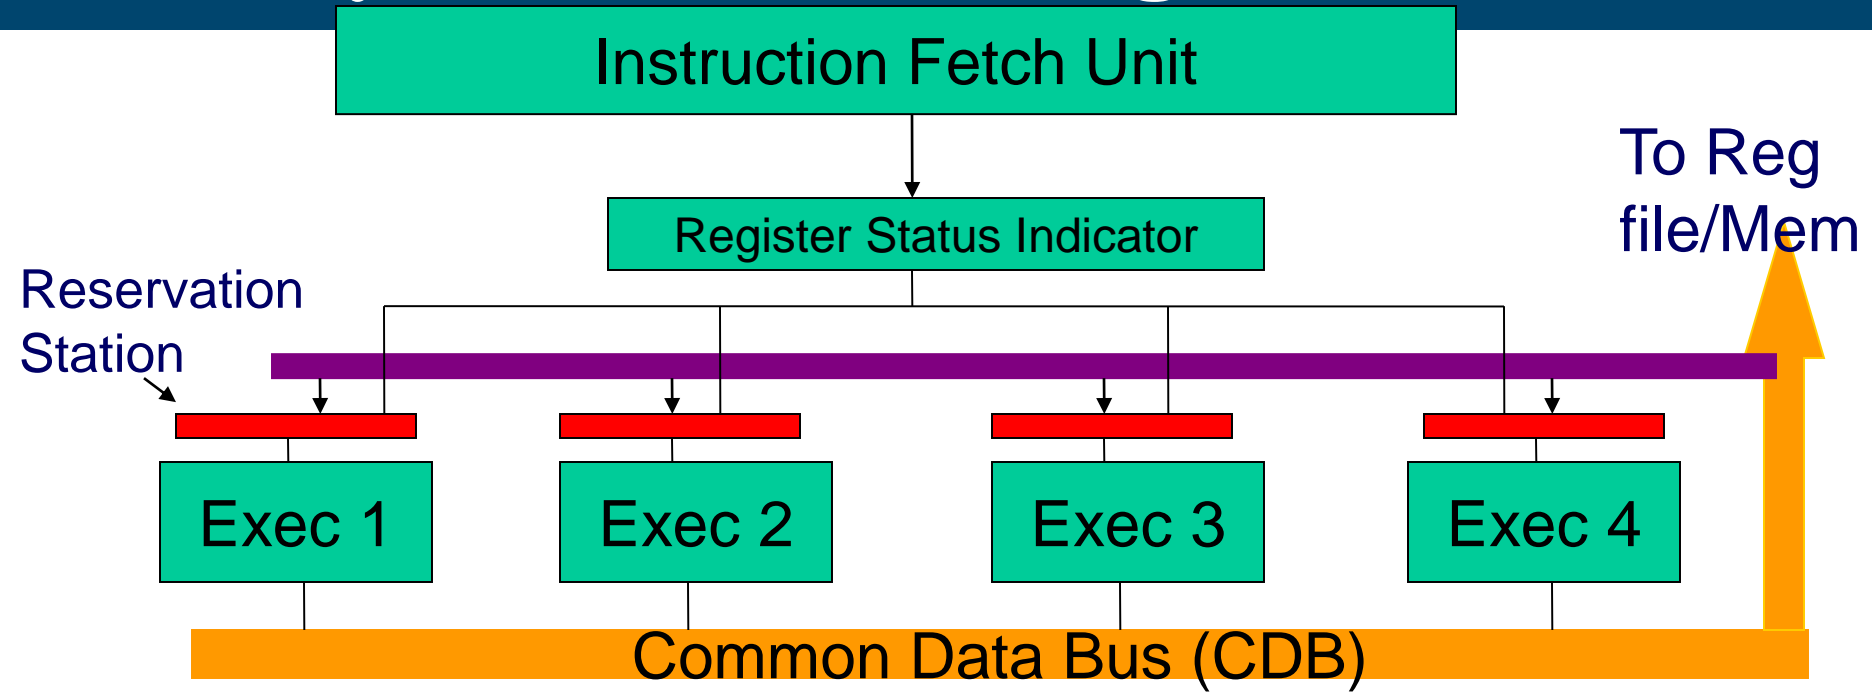 Instruction Fetch Unit
To Reg
file/Mem
Register Status Indicator
Reservation
Station
Exec 1
Exec 2
Exec 3
Exec 4
Common Data Bus (CDB)